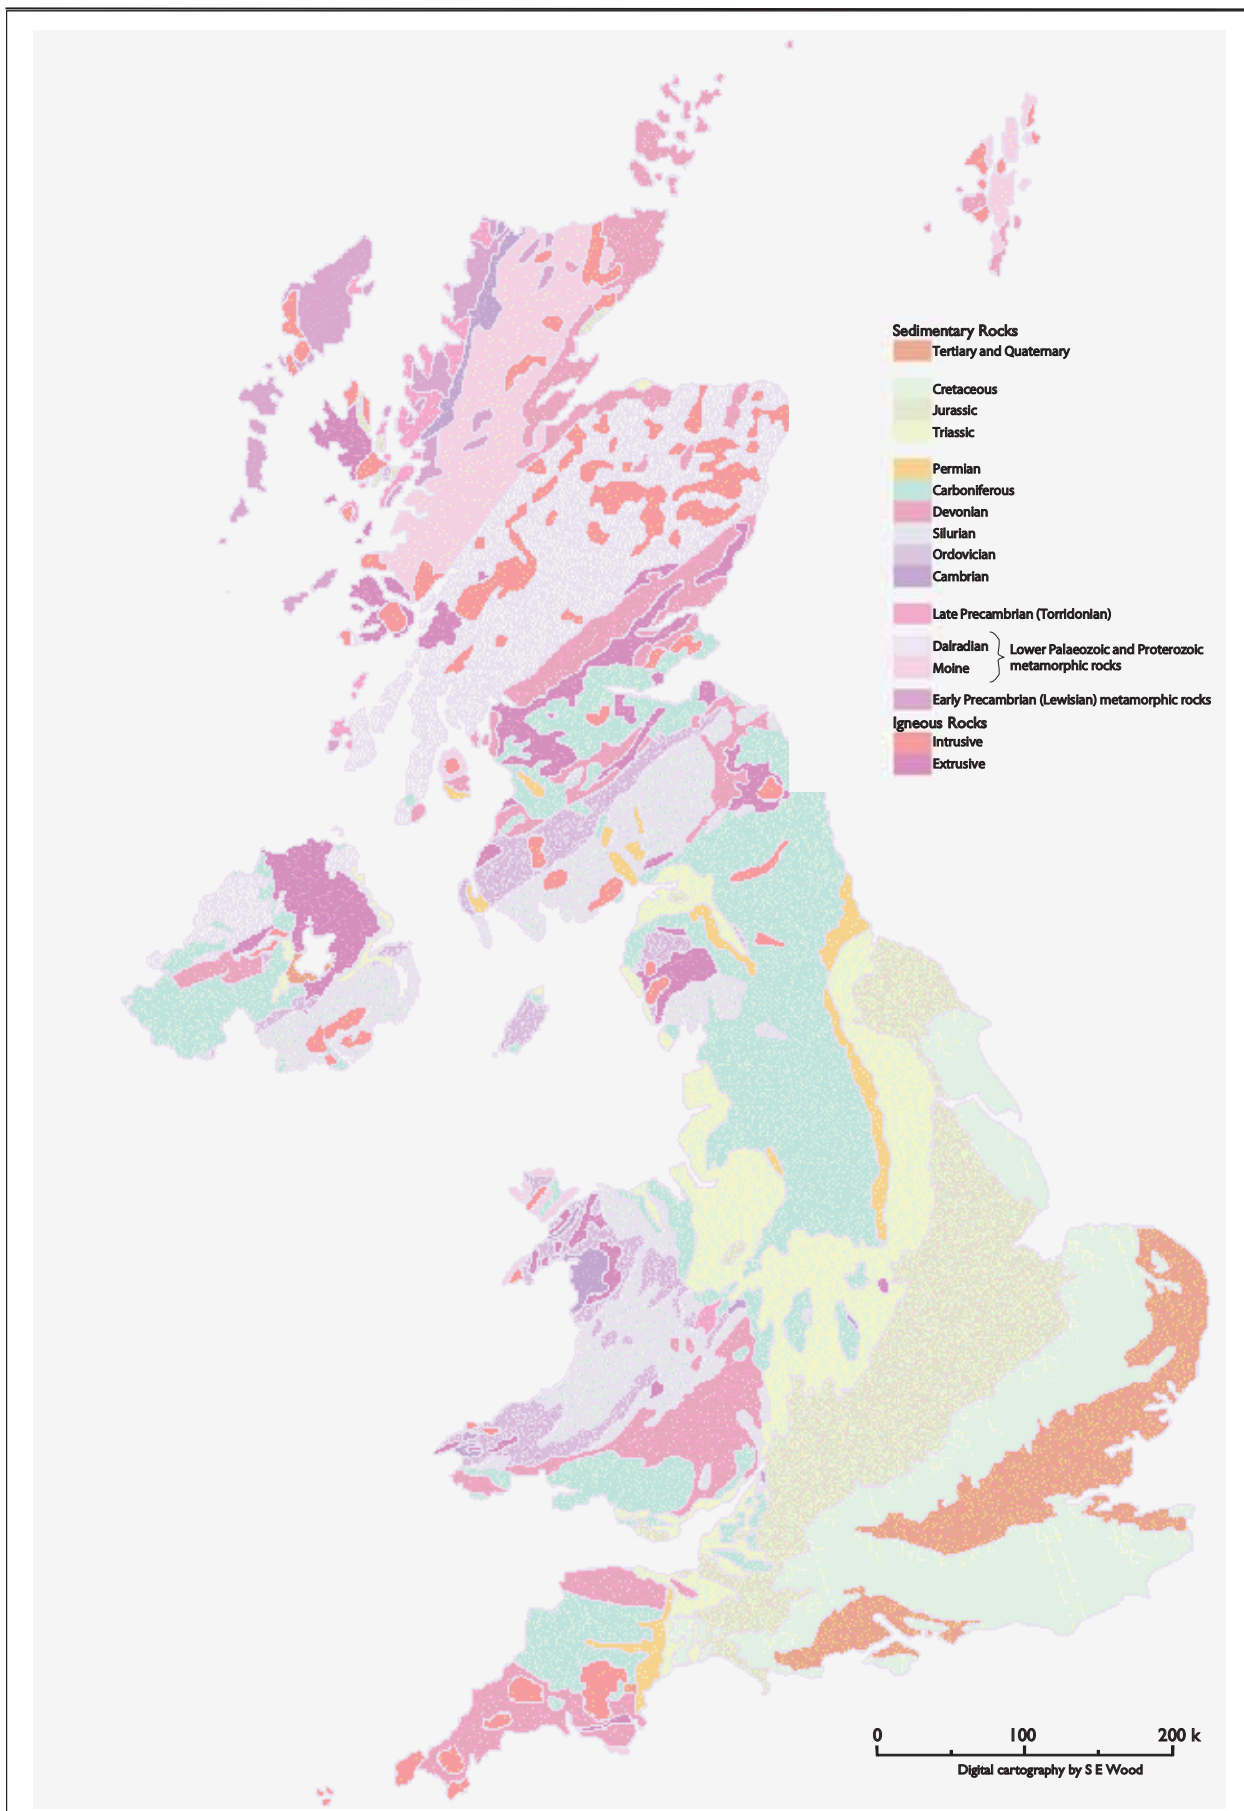 Sedimentary Rocks
Tertiary and Quaternary
Cretaceous
Jurassic
Triassic
Permian
Carboniferous
Devonian
Silurian
Ordovician
Cambrian
Late Precambrian (Torridonian)
Dalradian
Moine
Lower Palaeozoic and Proterozoic
metamorphic rocks
Early Precambrian (Lewisian) metamorphic rocks
Igneous Rocks
Intrusive
Extrusive
0 100 200 k
Digital cartography by S E Wood